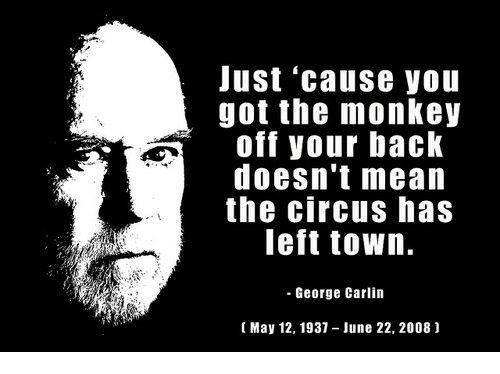 Just ‘cause you
got the monkey
off your back
doesn't mean
the circus has
left town.
- George Carlin
( May 12, 1937 – June 22, 2008 )